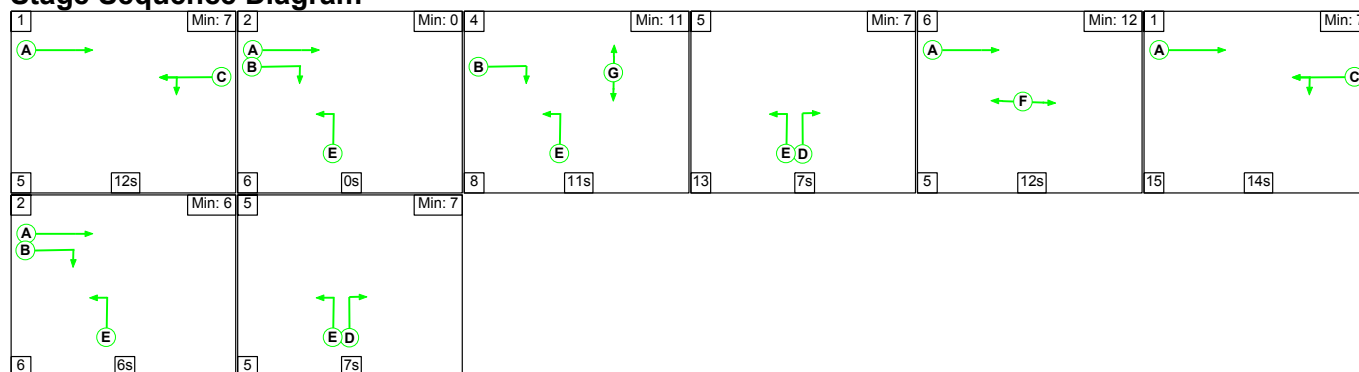 Stage Sequence Diagram
1 Min: 7
A
C
5 12s
2 Min: 0
A
B
E
6 0s
4 Min: 11
B
G
E
8 11s
5 Min: 7
E D
13 7s
6 Min: 12
A
F
5 12s
1 Min: 7
A
C
15 14s
2 Min: 6
A
B
E
6 6s
5 Min: 7
E D
5 7s